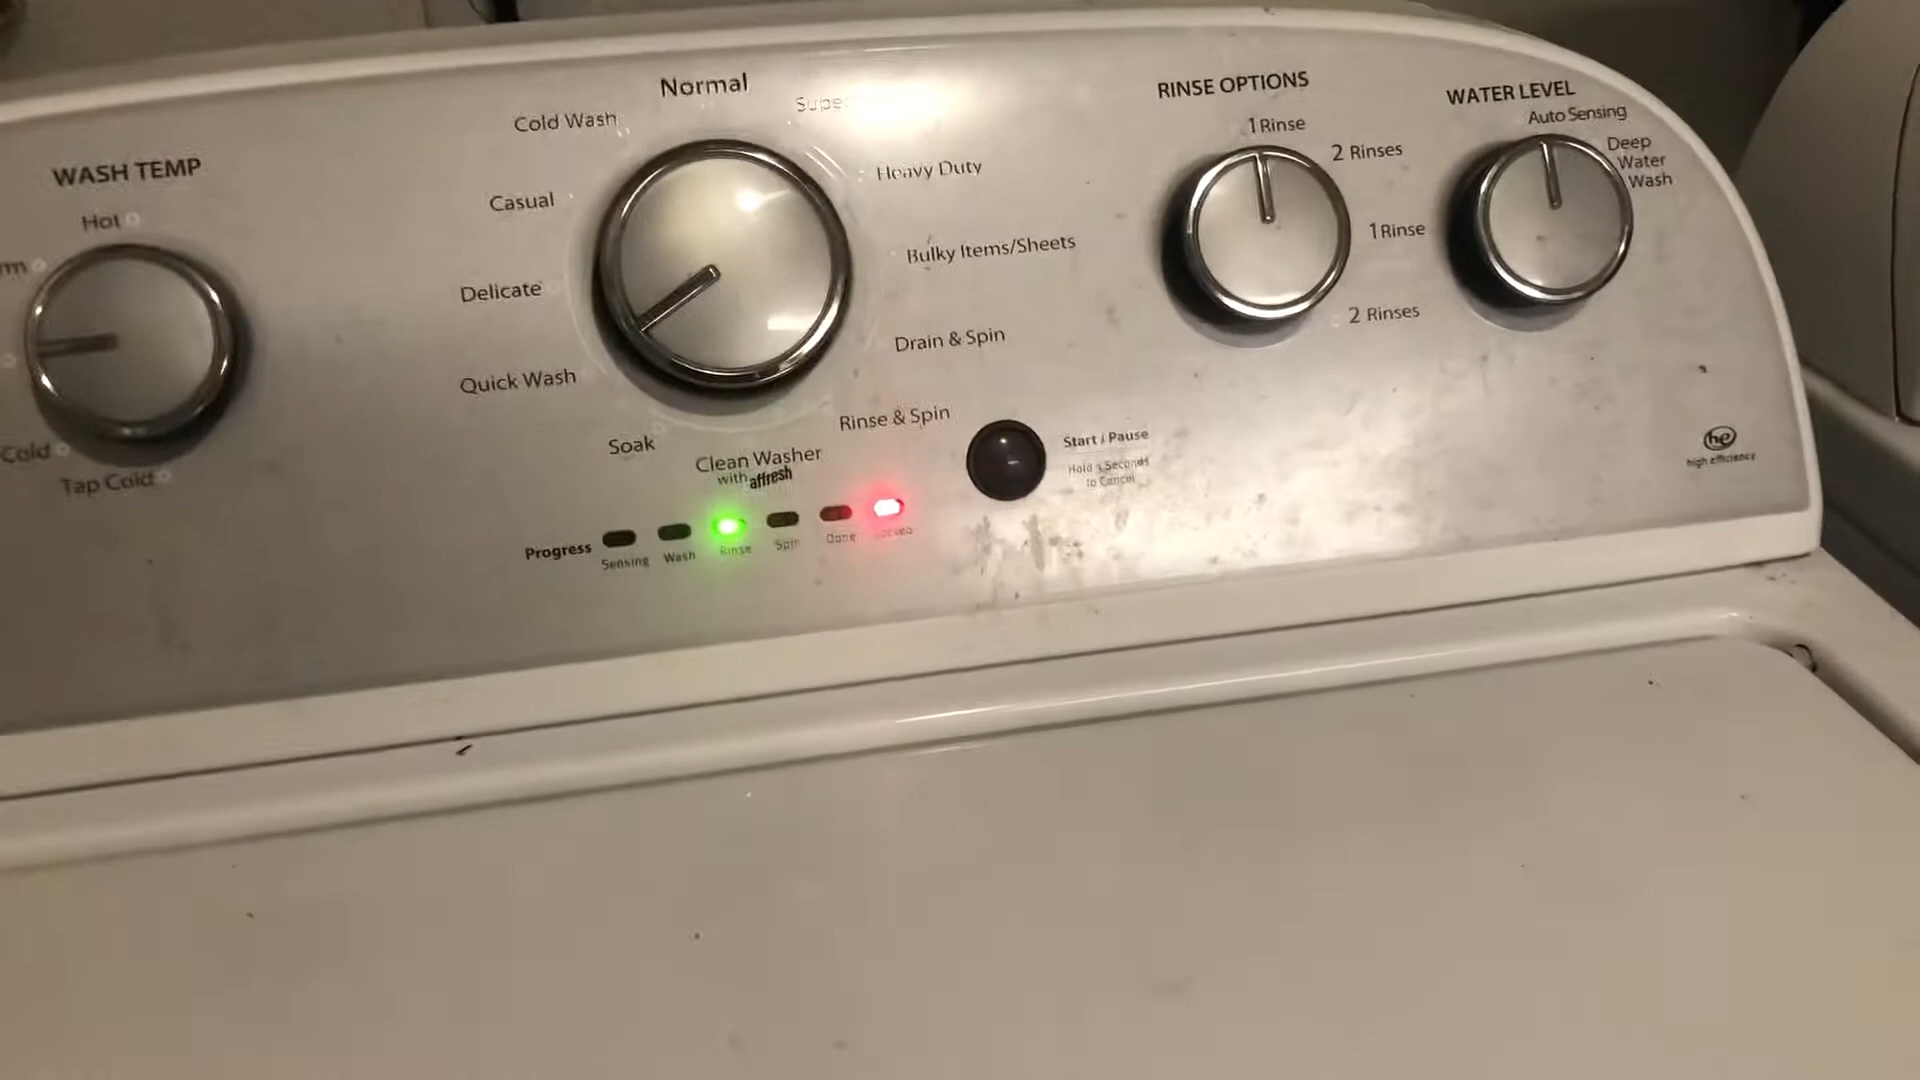 WASH TEMP
Hot
Cold
Tap Cold
Normal
Cold Wash
Casual
Delicate
Quick Wash
Soak
Clean Washer
with affresh
Heavy Duty
Bulky Items/Sheets
Drain & Spin
Rinse & Spin
Progress
Sensing
Wash
Rinse
Spin
Done
Start / Pause
Hold 3 Seconds
to Cancel
RINSE OPTIONS
1 Rinse
2 Rinses
1 Rinse
2 Rinses
WATER LEVEL
Auto Sensing
Deep
Water
Wash
he
high efficiency